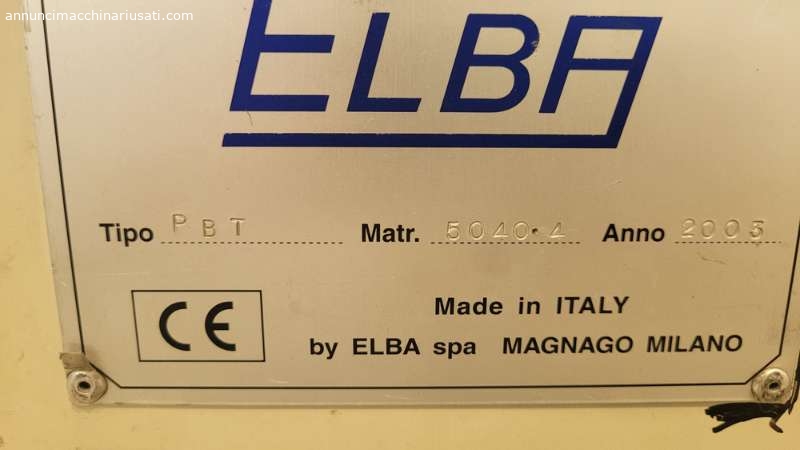 annuncimacchinariusati.com
ELBA
Tipo PBT Matr. 5040.4 Anno 2003
CE
Made in ITALY
by ELBA spa MAGNAGO MILANO